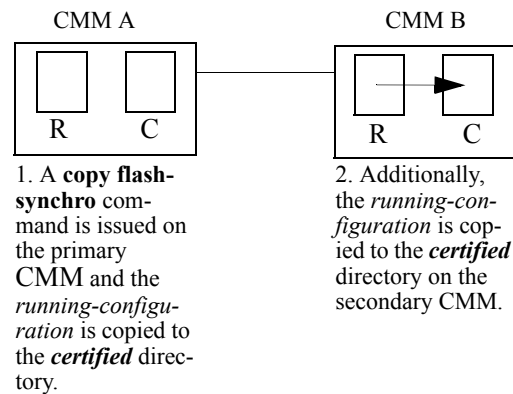 CMM A
CMM B
R
C
R
C
1. A copy flash-
synchro com-
mand is issued on
the primary
CMM and the
running-configu-
ration is copied to
the certified direc-
tory.
2. Additionally,
the running-con-
figuration is cop-
ied to the certified
directory on the
secondary CMM.